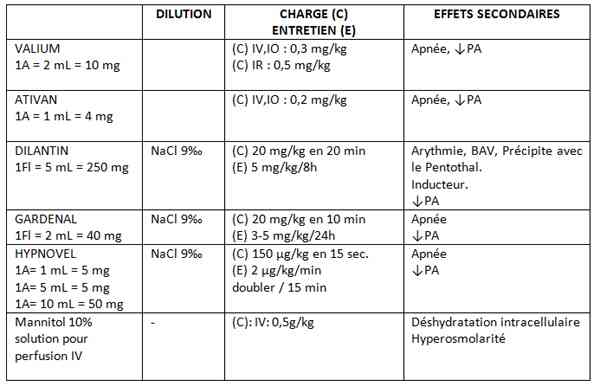 DILUTION
CHARGE (C)
ENTRETIEN (E)
EFFETS SECONDAIRES
VALIUM
1A = 2 mL = 10 mg
(C) IV,IO : 0,3 mg/kg
(C) IR : 0,5 mg/kg
Apnée, ↓PA
ATIVAN
1A = 1 mL = 4 mg
(C) IV,IO : 0,2 mg/kg
Apnée, ↓PA
DILANTIN
1Fl = 5 mL = 250 mg
NaCl 9‰
(C) 20 mg/kg en 20 min
(E) 5 mg/kg/8h
Arythmie, BAV, Précipite avec
le Pentothal.
Inducteur.
↓PA
GARDENAL
1Fl = 2 mL = 40 mg
NaCl 9‰
(C) 20 mg/kg en 10 min
(E) 3-5 mg/kg/24h
Apnée
↓PA
HYPNOVEL
1A= 1 mL = 5 mg
1A= 5 mL = 5 mg
1A= 10 mL = 50 mg
NaCl 9‰
(C) 150 µg/kg en 15 sec.
(E) 2 µg/kg/min
doubler / 15 min
Apnée
↓PA
Mannitol 10%
solution pour
perfusion IV
-
(C): IV: 0,5g/kg
Déshydratation intracellulaire
Hyperosmolarité